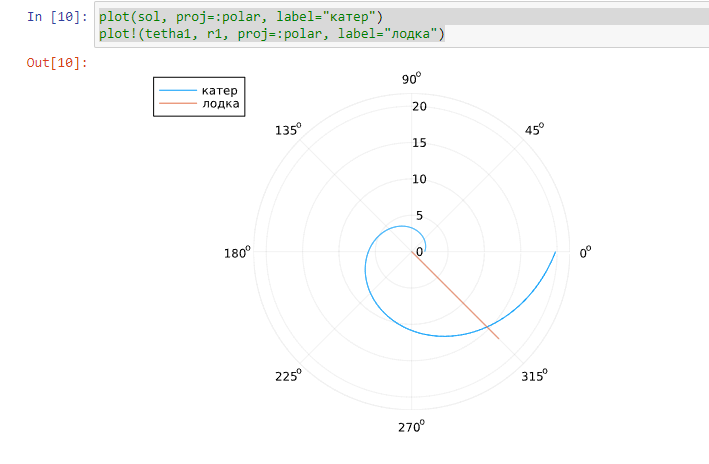 In [10]: plot(sol, proj=:polar, label="катер")
plot!(tetha1, r1, proj=:polar, label="лодка")
Out[10]:
катер
лодка
90°
135°
45°
20
15
10
5
180°
0
0°
225°
315°
270°